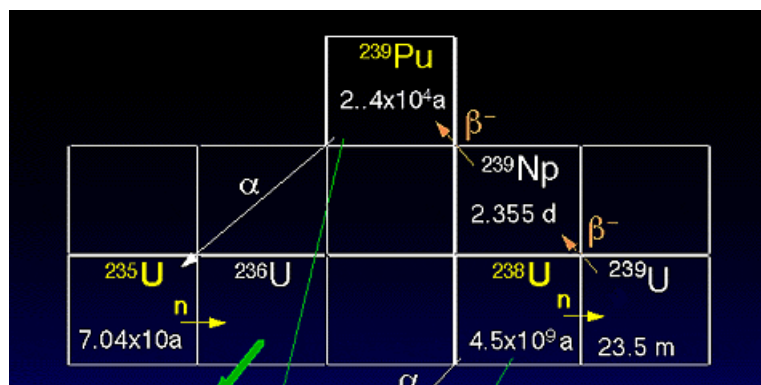 ²³⁹Pu
2..4x10⁴a
β⁻
α
²³⁹Np
2.355 d
β⁻
²³⁵U
²³⁶U
²³⁸U
²³⁹U
n
n
7.04x10a
4.5x10⁹a
23.5 m
α